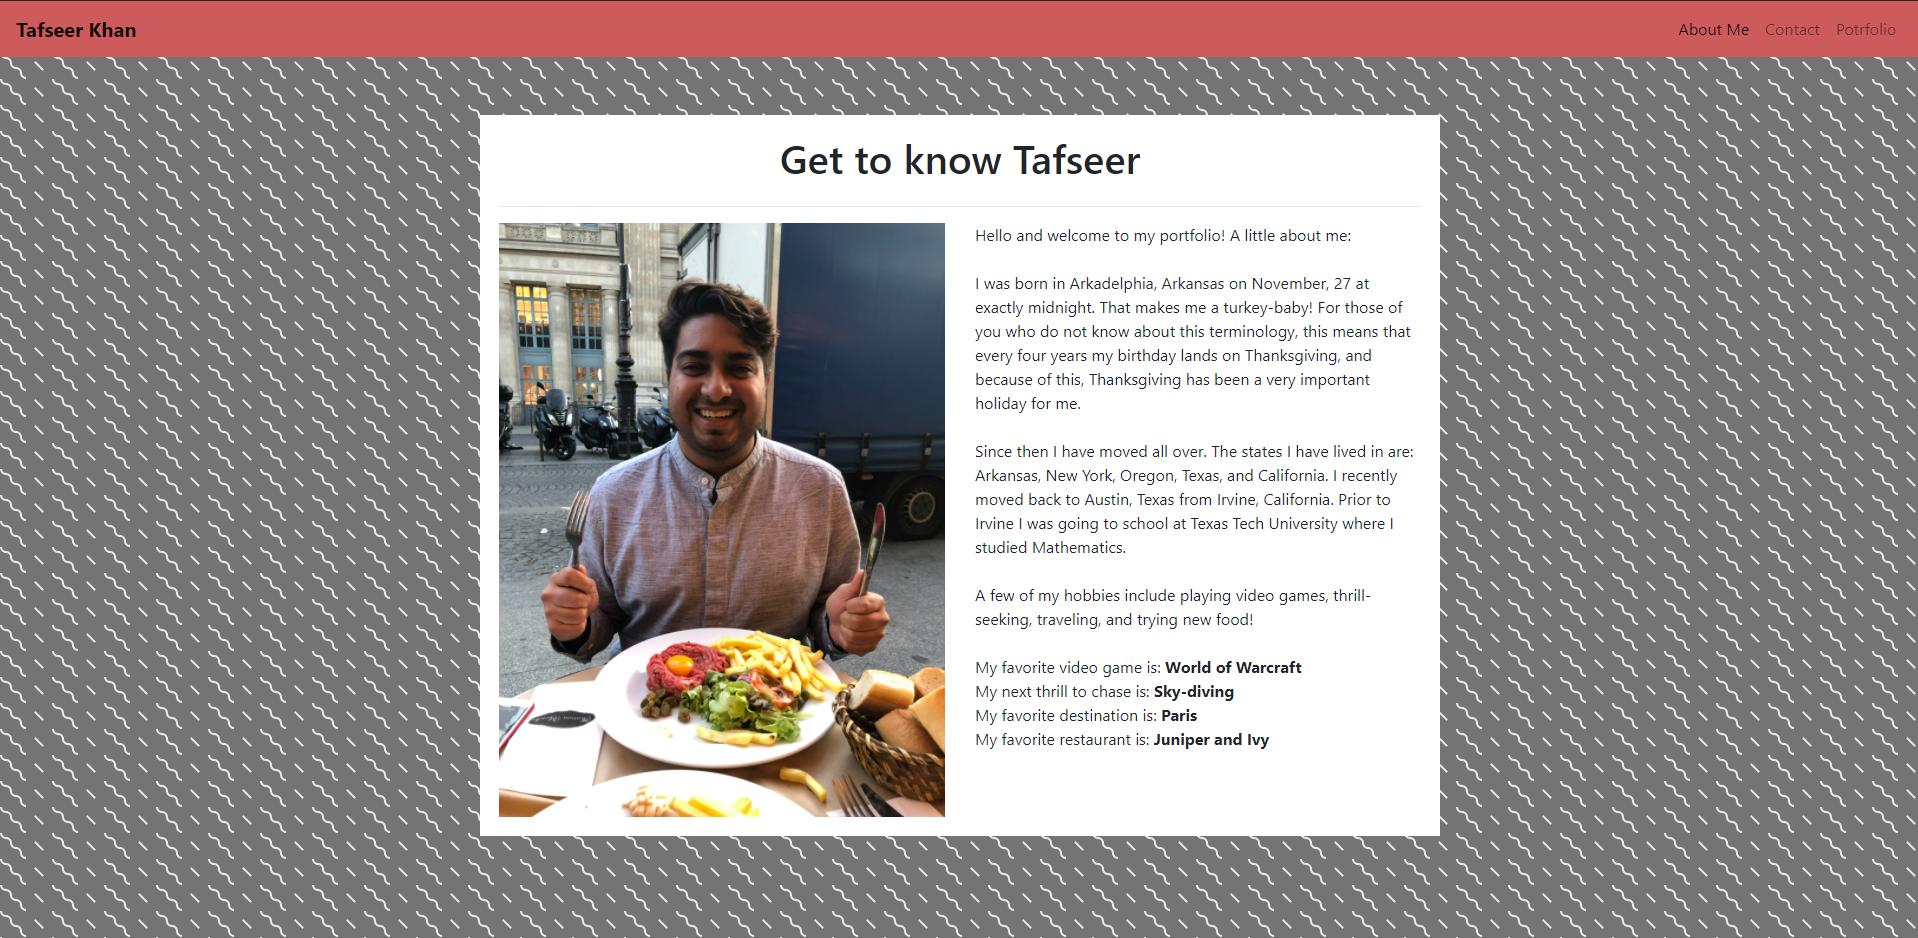 Tafseer Khan
About Me Contact Potrfolio
Get to know Tafseer
Hello and welcome to my portfolio! A little about me:
I was born in Arkadelphia, Arkansas on November, 27 at
exactly midnight. That makes me a turkey-baby! For those of
you who do not know about this terminology, this means that
every four years my birthday lands on Thanksgiving, and
because of this, Thanksgiving has been a very important
holiday for me.
Since then I have moved all over. The states I have lived in are:
Arkansas, New York, Oregon, Texas, and California. I recently
moved back to Austin, Texas from Irvine, California. Prior to
Irvine I was going to school at Texas Tech University where I
studied Mathematics.
A few of my hobbies include playing video games, thrill-
seeking, traveling, and trying new food!
My favorite video game is: World of Warcraft
My next thrill to chase is: Sky-diving
My favorite destination is: Paris
My favorite restaurant is: Juniper and Ivy